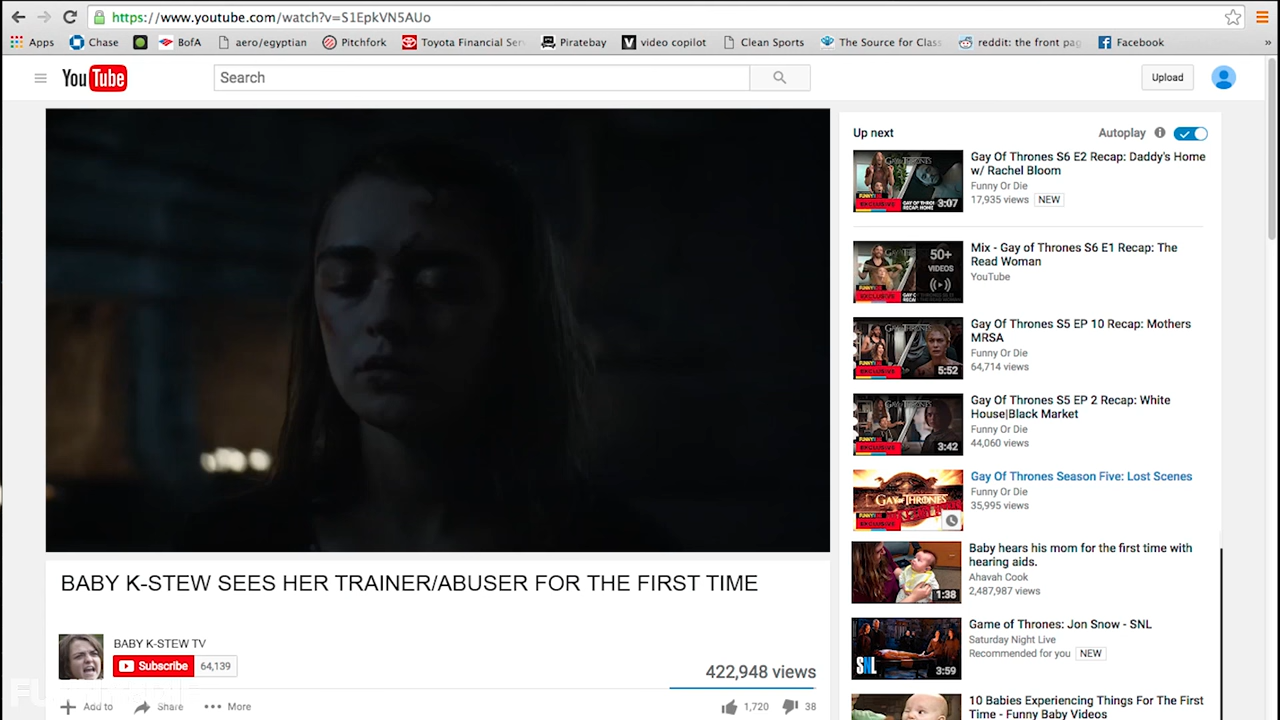 https://www.youtube.com/watch?v=S1EpkVN5AUo
Apps Chase BofA aero/egyptian Pitchfork Toyota Financial Ser Piratebay video copilo Clean Sports The Source for Clas reddit: the front pag Facebook »
YouTube
Search
Upload
Up next
Autoplay
Gay Of Thrones S6 E2 Recap: Daddy's Home
w/ Rachel Bloom
Funny Or Die
17,935 views NEW
3:07
Mix - Gay of Thrones S6 E1 Recap: The
Read Woman
YouTube
50+
VIDEOS
Gay Of Thrones S5 EP 10 Recap: Mothers
MRSA
Funny Or Die
64,714 views
5:52
Gay Of Thrones S5 EP 2 Recap: White
House|Black Market
Funny Or Die
44,060 views
3:42
Gay Of Thrones Season Five: Lost Scenes
Funny Or Die
35,995 views
GAY OF THRONES
EXCLUSIVE
Baby hears his mom for the first time with
hearing aids.
Ahavah Cook
2,487,987 views
1:38
Game of Thrones: Jon Snow - SNL
Saturday Night Live
Recommended for you NEW
SNL
3:59
10 Babies Experiencing Things For The First
Time - Funny Baby Videos
BABY K-STEW SEES HER TRAINER/ABUSER FOR THE FIRST TIME
BABY K-STEW TV
Subscribe 64,139
422,948 views
Add to Share More
1,720 38